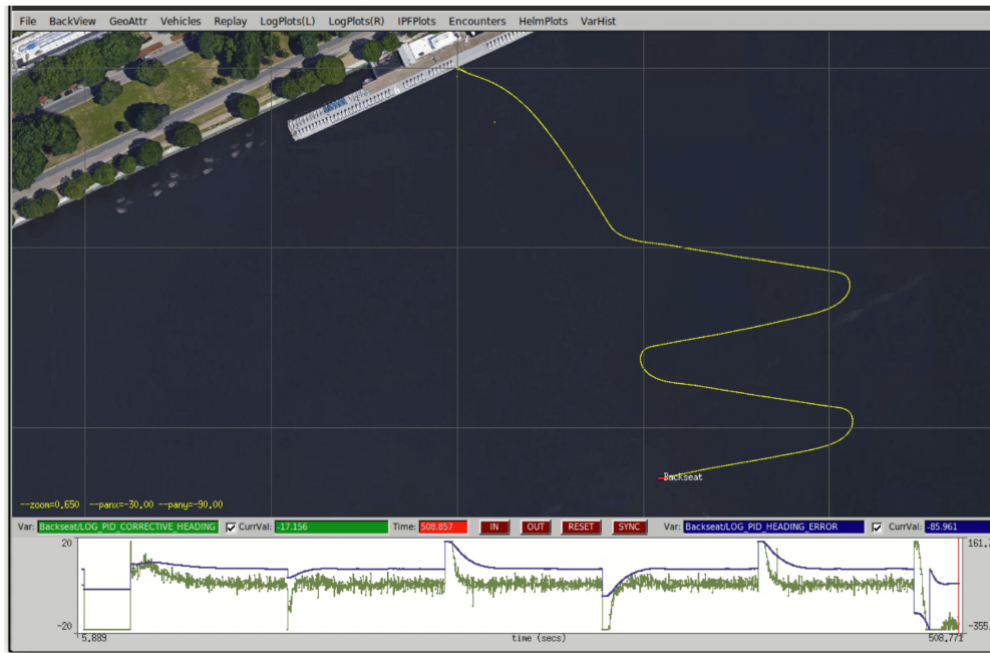 File BackView GeoAttr Vehicles Replay LogPlots(L) LogPlots(R) IPFPlots Encounters HelmPlots VarHist
Backseat
--zoom=0.650 --panx=-30.00 --pany=-90.00
Var: Backseat/LOG_PID_CORRECTIVE_HEADING CurrVal: -17.156 Time: 508.857 IN OUT RESET SYNC Var: Backseat/LOG_PID_HEADING_ERROR CurrVal: -85.961
20 161.7
-20 -355.
5.889 time (secs) 508.771